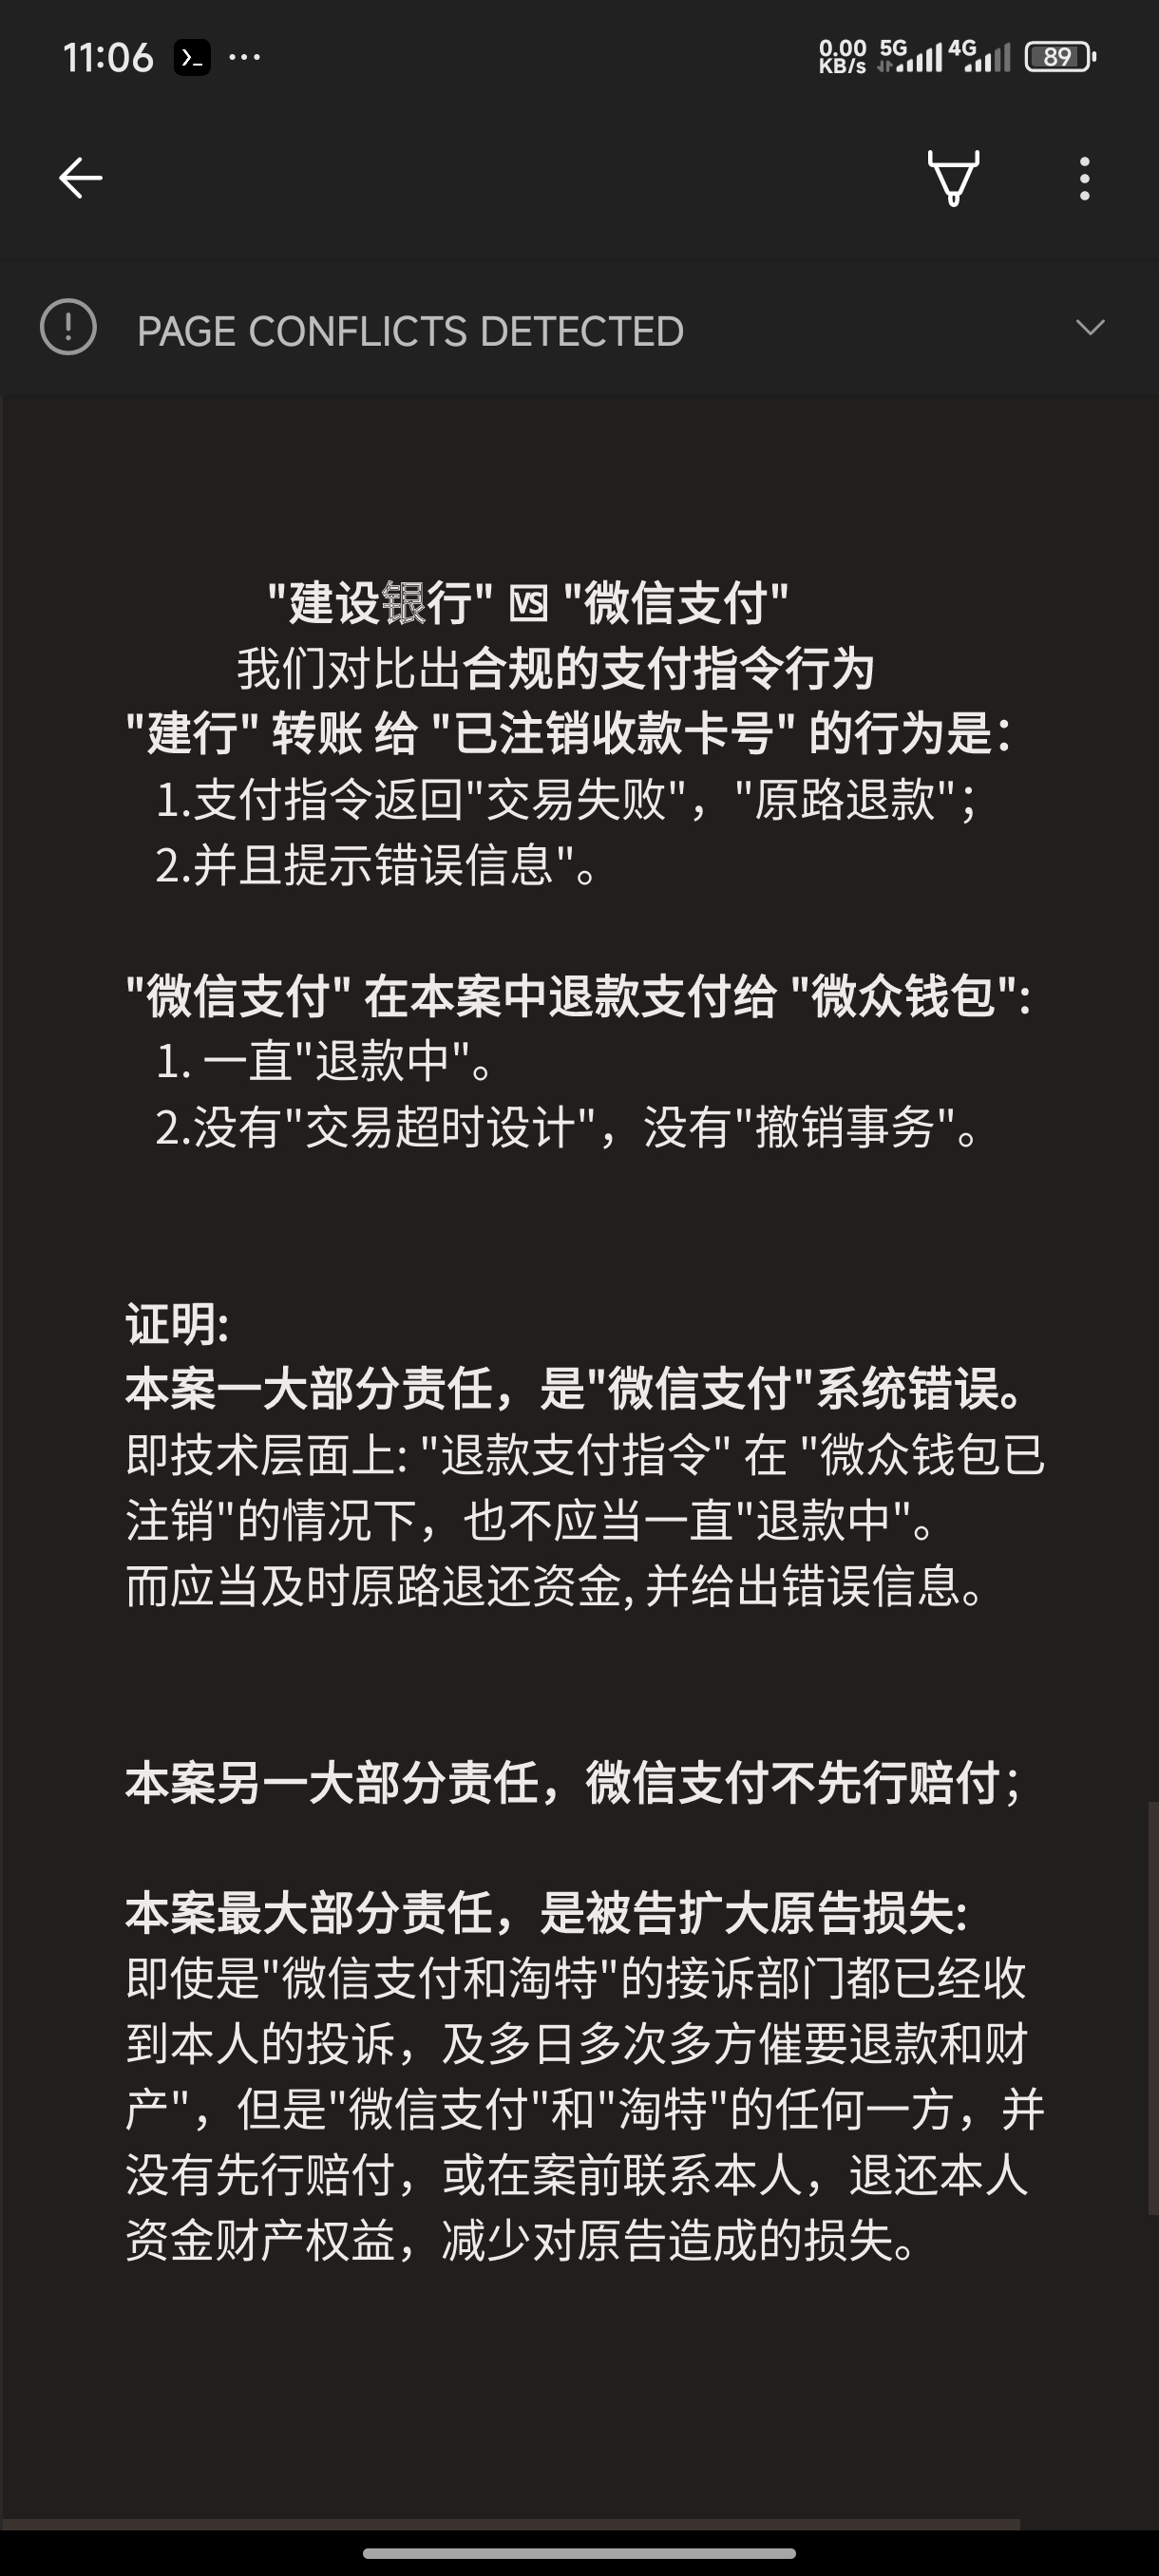 11:06 >_ ...
0.00 KB/s 5G 4G 89
PAGE CONFLICTS DETECTED
"建设银行" 🆚 "微信支付"
我们对比出合规的支付指令行为
"建行" 转账 给 "已注销收款卡号" 的行为是：
1.支付指令返回"交易失败"，"原路退款"；
2.并且提示错误信息"。
"微信支付" 在本案中退款支付给 "微众钱包":
1. 一直"退款中"。
2.没有"交易超时设计"，没有"撤销事务"。
证明:
本案一大部分责任，是"微信支付"系统错误。
即技术层面上: "退款支付指令" 在 "微众钱包已
注销"的情况下，也不应当一直"退款中"。
而应当及时原路退还资金, 并给出错误信息。
本案另一大部分责任，微信支付不先行赔付；
本案最大部分责任，是被告扩大原告损失:
即使是"微信支付和淘特"的接诉部门都已经收
到本人的投诉，及多日多次多方催要退款和财
产"，但是"微信支付"和"淘特"的任何一方，并
没有先行赔付，或在案前联系本人，退还本人
资金财产权益，减少对原告造成的损失。